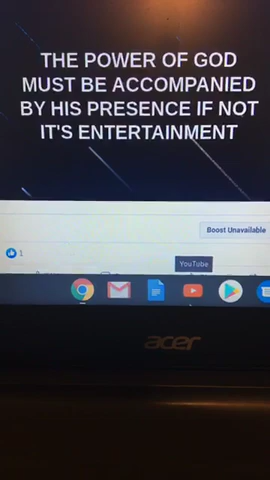 THE POWER OF GOD
MUST BE ACCOMPANIED
BY HIS PRESENCE IF NOT
IT'S ENTERTAINMENT
Boost Unavailable
1
YouTube
acer